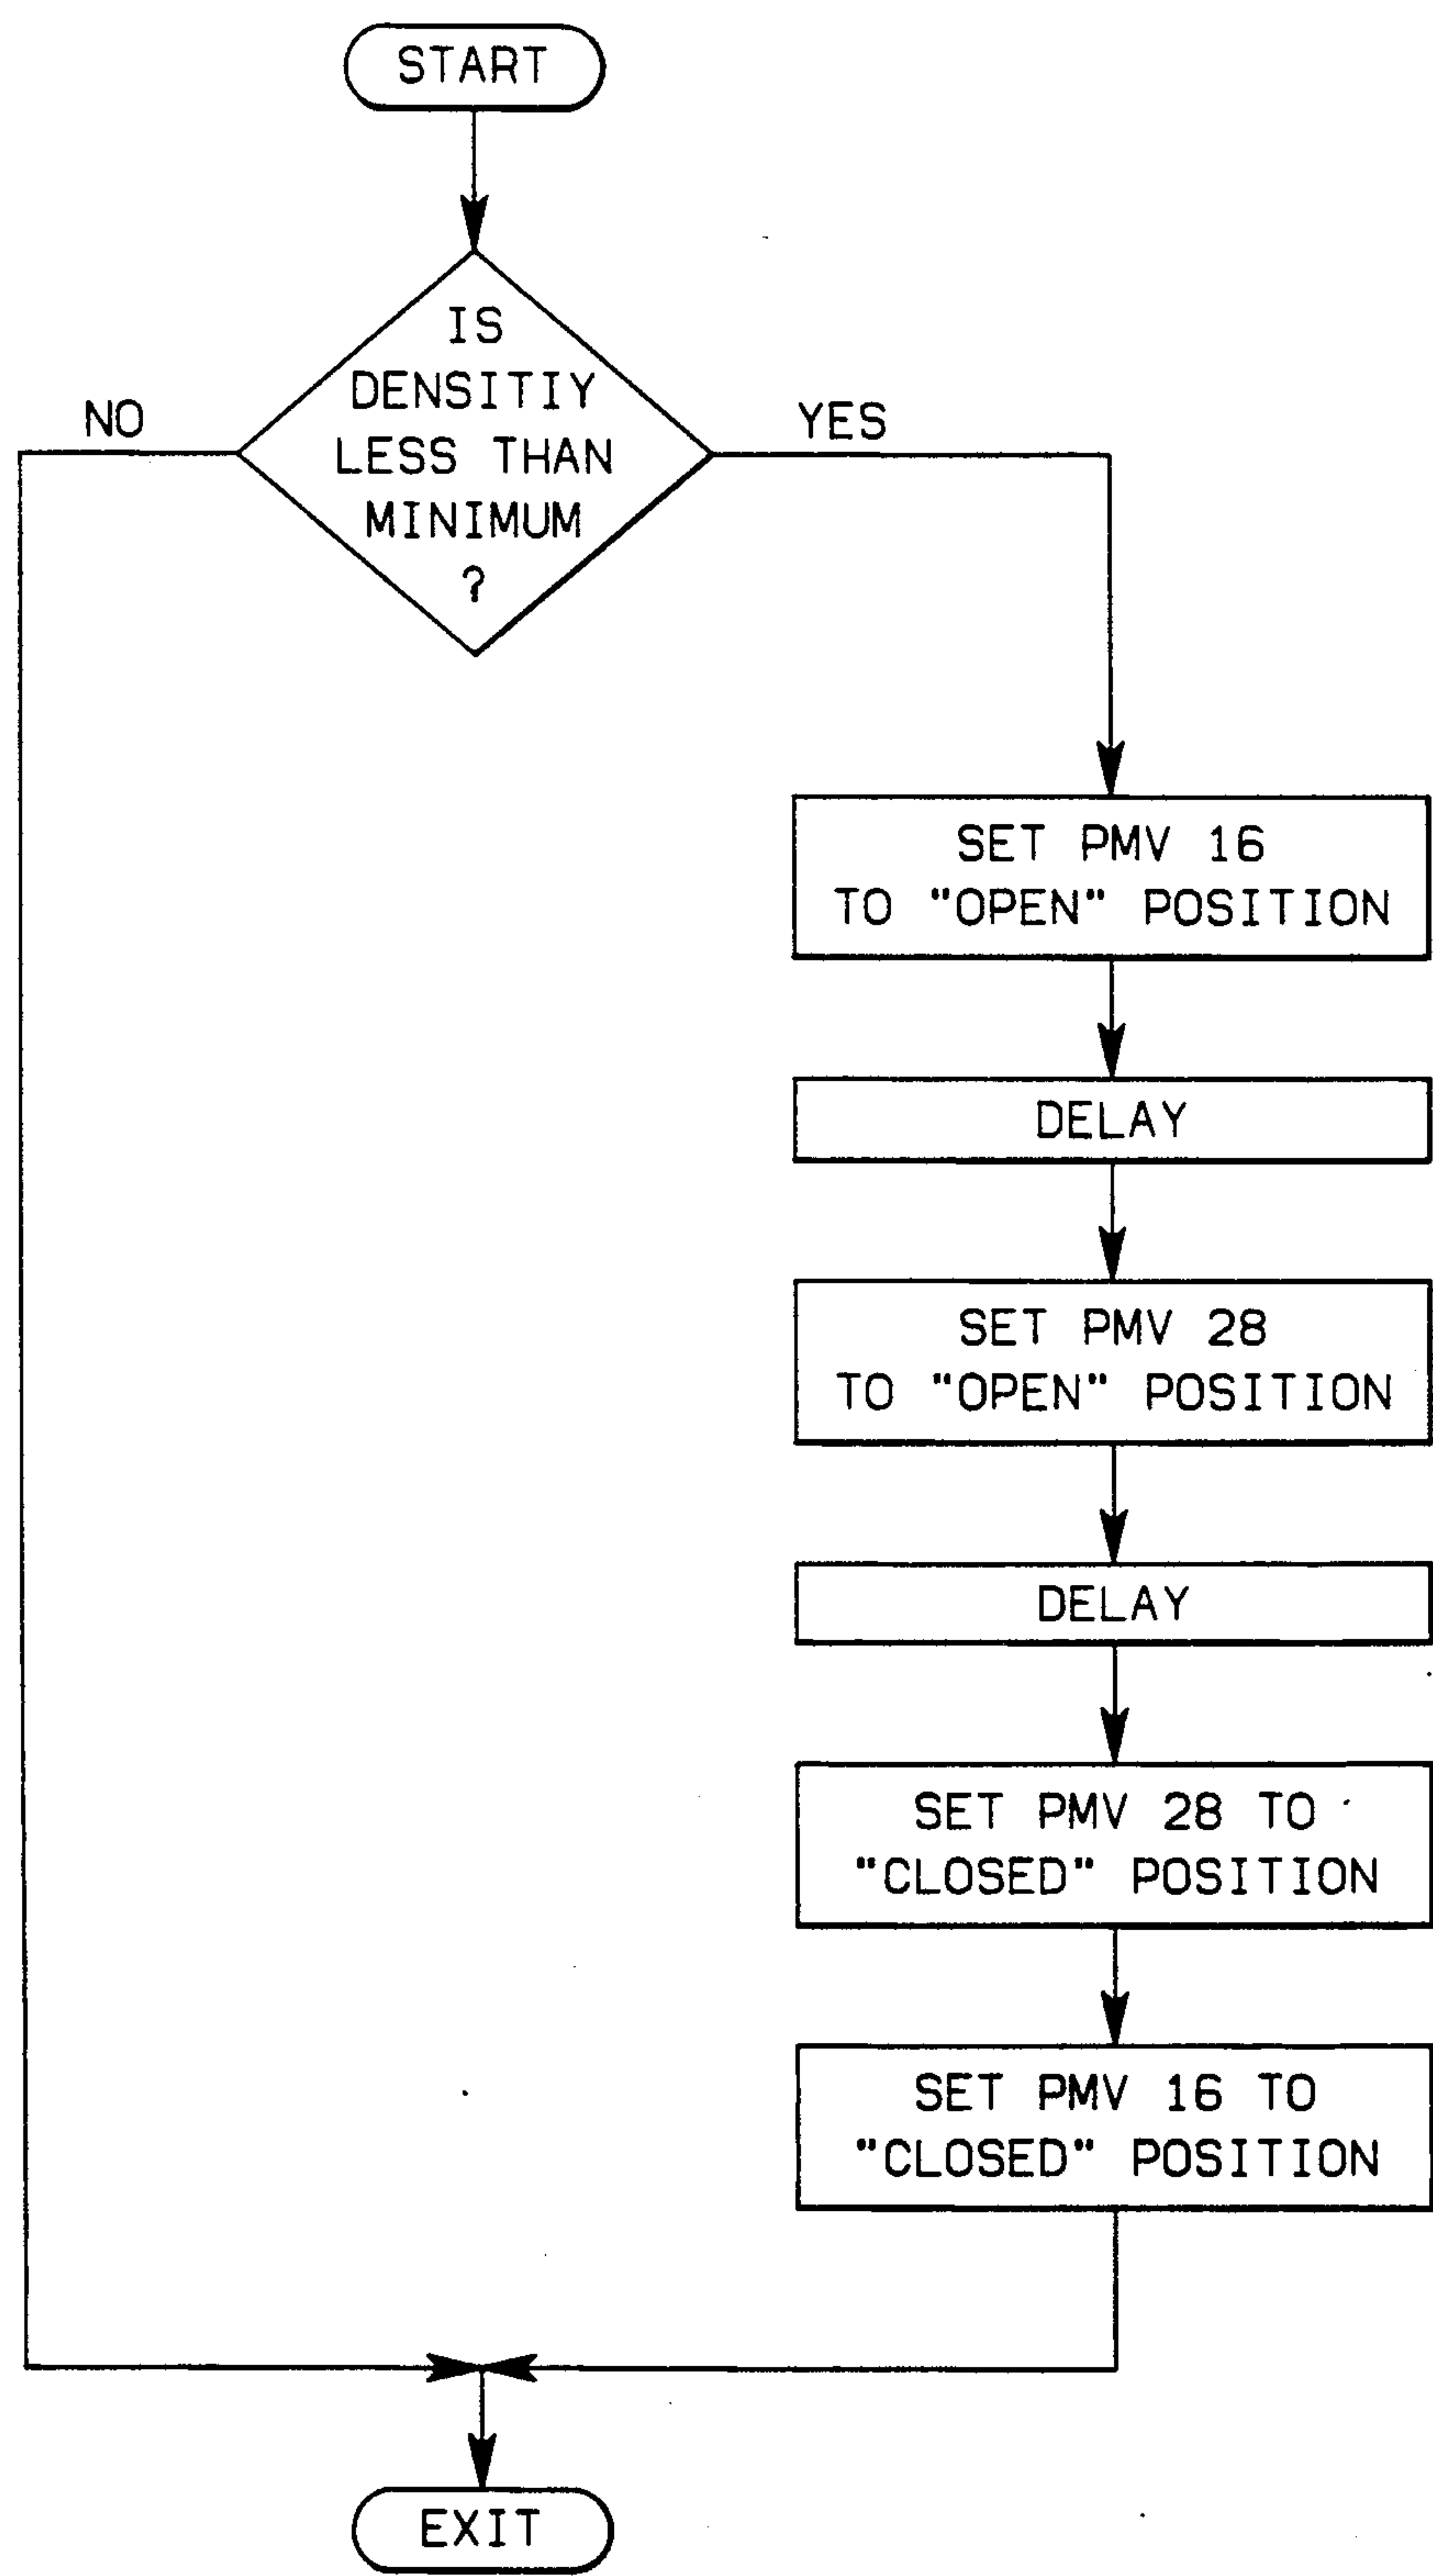 START
IS
DENSITIY
LESS THAN
MINIMUM
?
NO
YES
SET PMV 16
TO "OPEN" POSITION
DELAY
SET PMV 28
TO "OPEN" POSITION
DELAY
SET PMV 28 TO
"CLOSED" POSITION
SET PMV 16 TO
"CLOSED" POSITION
EXIT